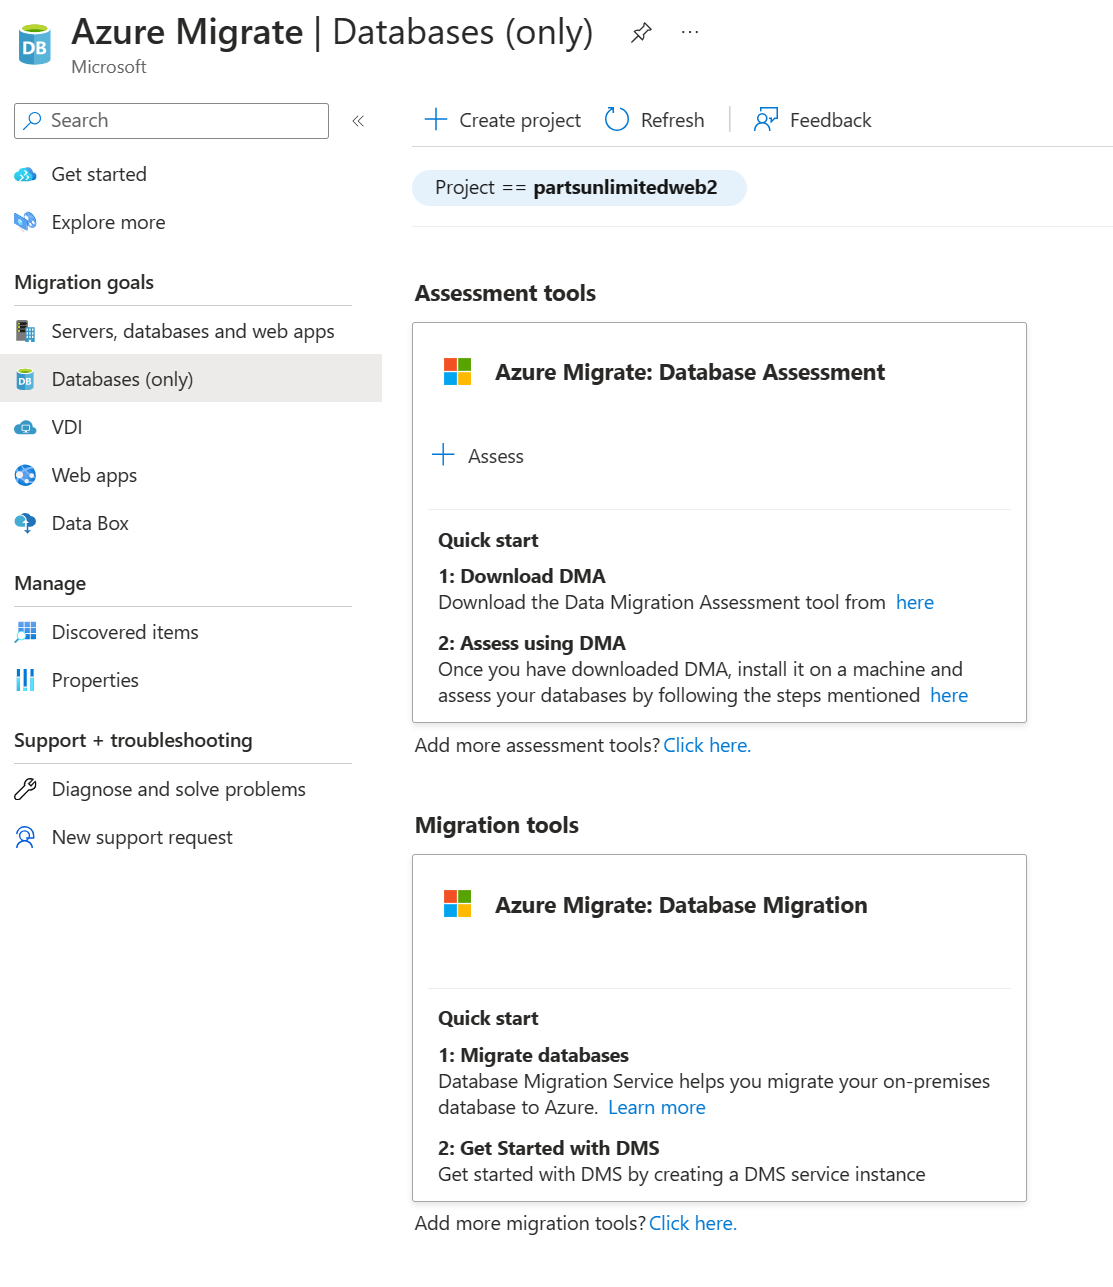 Azure Migrate | Databases (only)
Microsoft
Search
Get started
Explore more
Migration goals
Servers, databases and web apps
Databases (only)
VDI
Web apps
Data Box
Manage
Discovered items
Properties
Support + troubleshooting
Diagnose and solve problems
New support request
Create project
Refresh
Feedback
Project == partsunlimitedweb2
Assessment tools
Azure Migrate: Database Assessment
Assess
Quick start
1: Download DMA
Download the Data Migration Assessment tool from here
2: Assess using DMA
Once you have downloaded DMA, install it on a machine and
assess your databases by following the steps mentioned here
Add more assessment tools? Click here.
Migration tools
Azure Migrate: Database Migration
Quick start
1: Migrate databases
Database Migration Service helps you migrate your on-premises
database to Azure. Learn more
2: Get Started with DMS
Get started with DMS by creating a DMS service instance
Add more migration tools? Click here.